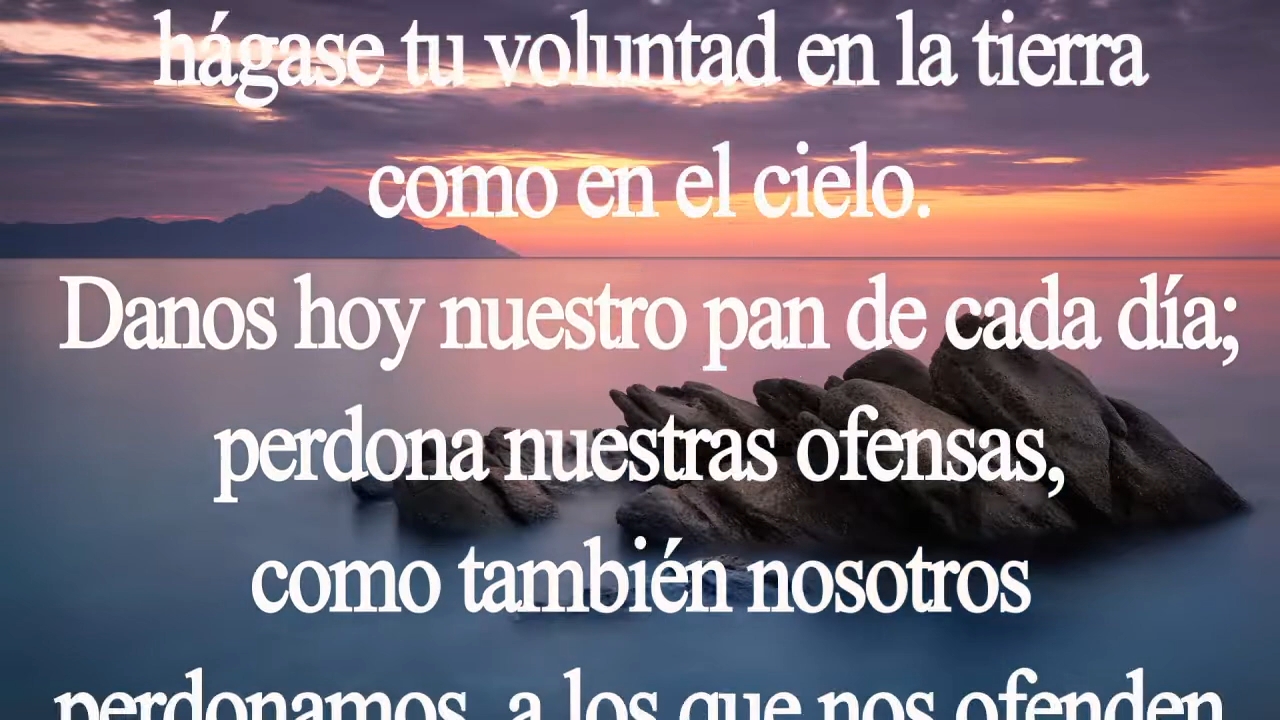 hágase tu voluntad en la tierra
como en el cielo.
Danos hoy nuestro pan de cada día;
perdona nuestras ofensas,
como también nosotros
perdonamos a los que nos ofenden